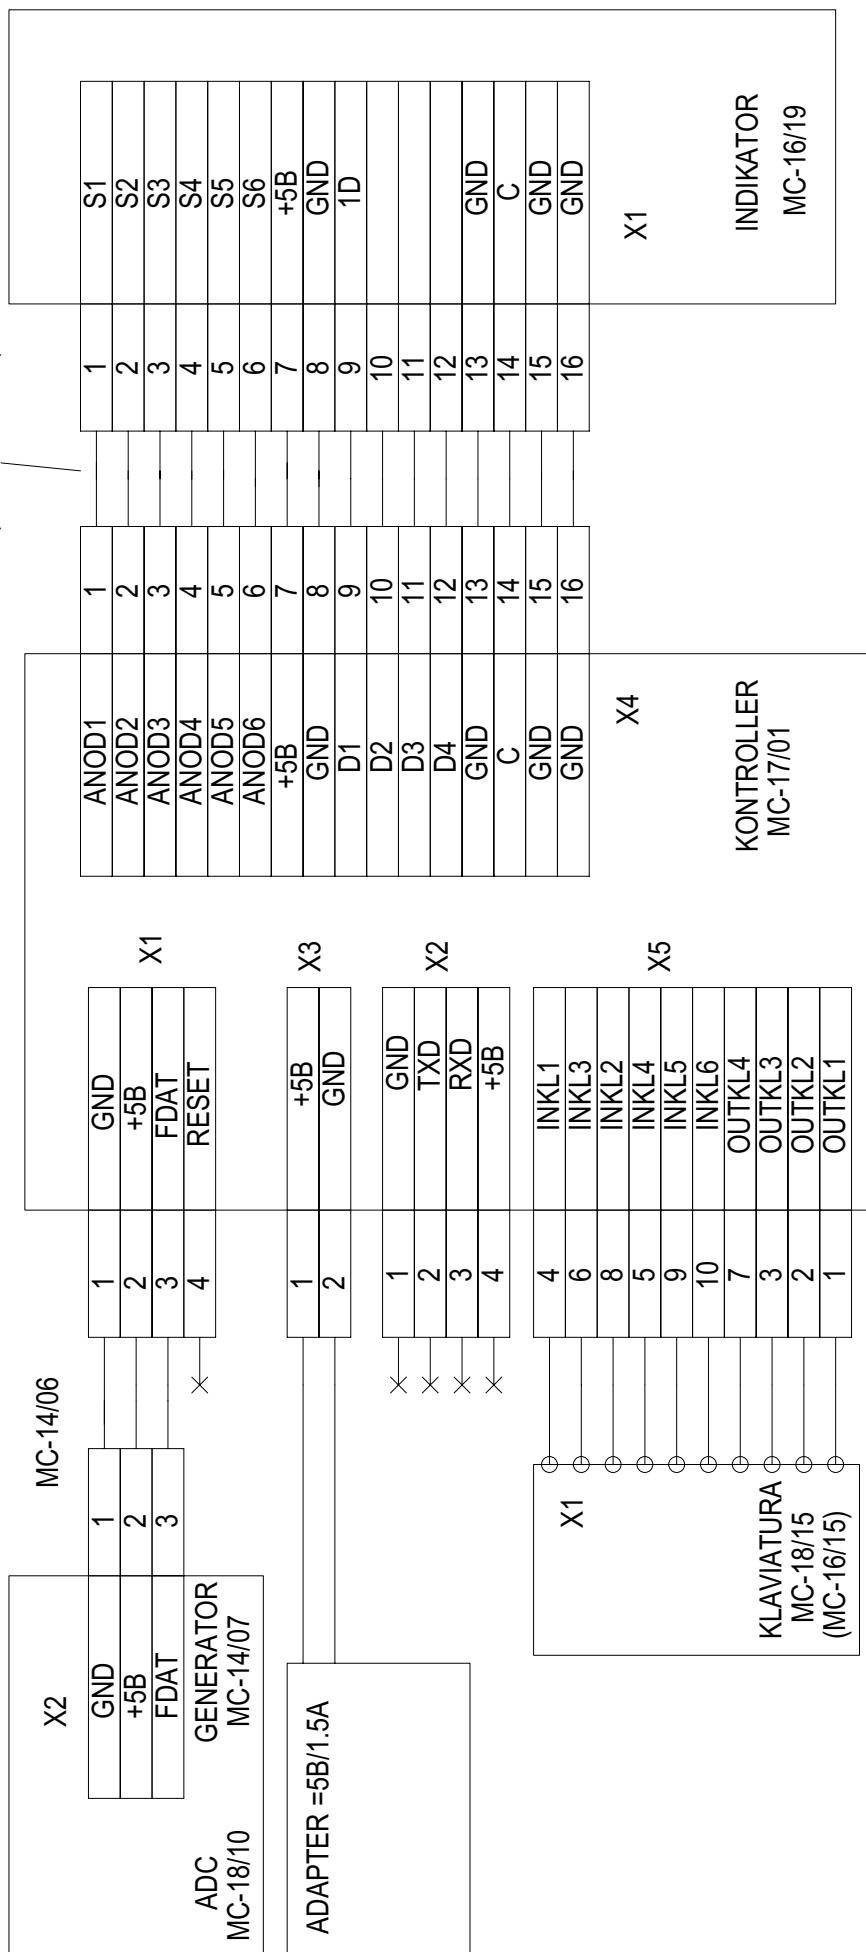 X2
GND
+5B
FDAT
1
2
3
GENERATOR
MC-14/07
ADC
MC-18/10
MC-14/06
1
2
3
4
GND
+5B
FDAT
RESET
X1
ADAPTER =5B/1.5A
1
2
+5B
GND
X3
1
2
3
4
GND
TXD
RXD
+5B
X2
X1
KLAVIATURA
MC-18/15
(MC-16/15)
4
6
8
5
9
10
7
3
2
1
INKL1
INKL3
INKL2
INKL4
INKL5
INKL6
OUTKL4
OUTKL3
OUTKL2
OUTKL1
X5
ANOD1
ANOD2
ANOD3
ANOD4
ANOD5
ANOD6
+5B
GND
D1
D2
D3
D4
GND
C
GND
GND
1
2
3
4
5
6
7
8
9
10
11
12
13
14
15
16
X4
KONTROLLER
MC-17/01
1
2
3
4
5
6
7
8
9
10
11
12
13
14
15
16
S1
S2
S3
S4
S5
S6
+5B
GND
1D
GND
C
GND
GND
X1
INDIKATOR
MC-16/19